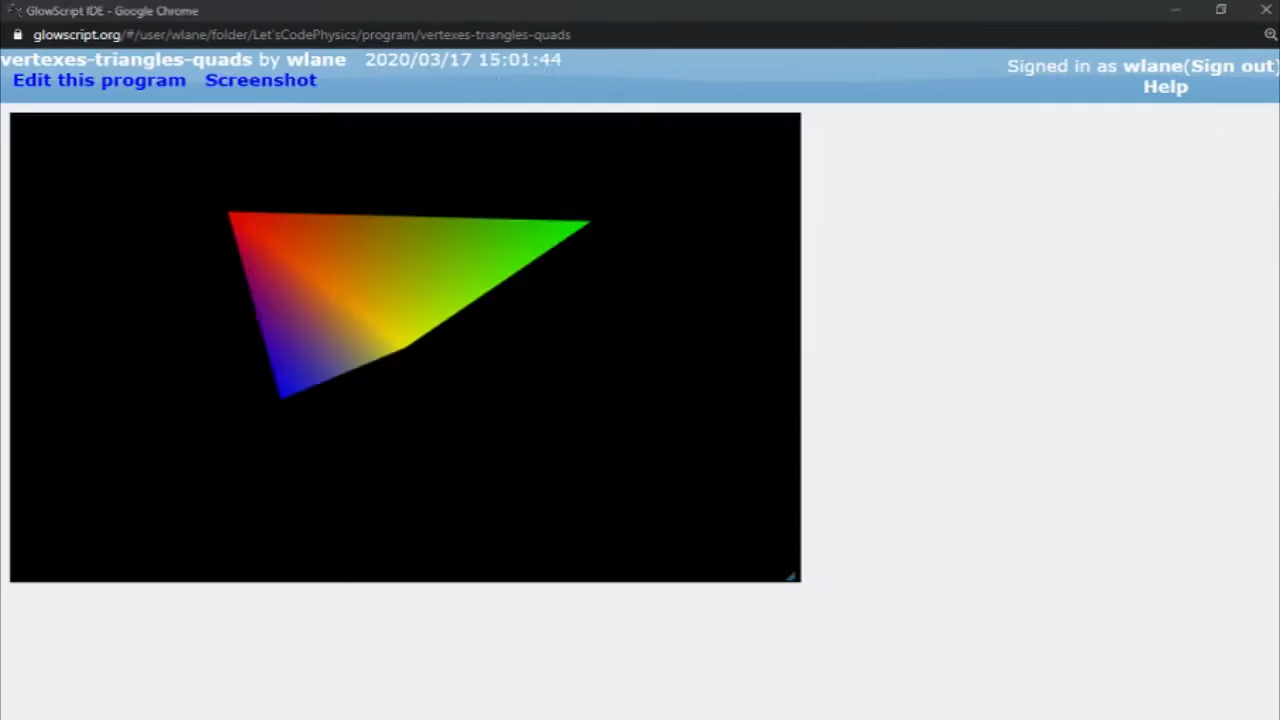 GlowScript IDE - Google Chrome
glowscript.org/#/user/wlane/folder/Let'sCodePhysics/program/vertexes-triangles-quads
vertexes-triangles-quads by wlane 2020/03/17 15:01:44
Signed in as wlane(Sign out)
Edit this program Screenshot
Help